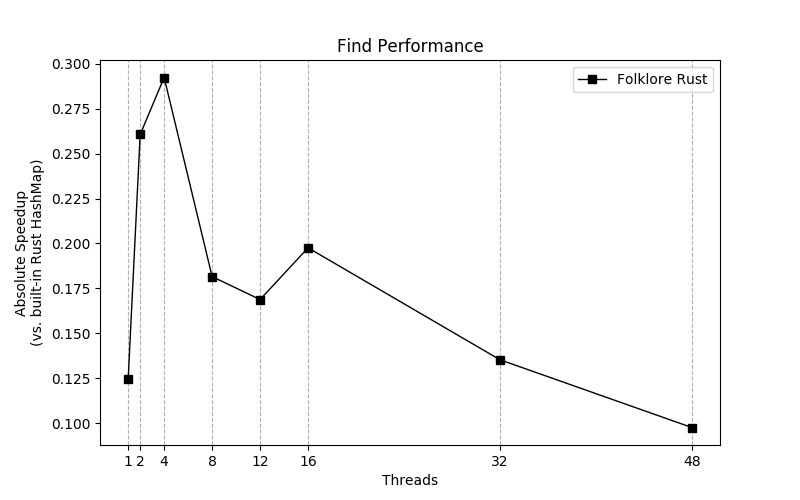 Find Performance
Folklore Rust
Absolute Speedup
(vs. built-in Rust HashMap)
0.300
0.275
0.250
0.225
0.200
0.175
0.150
0.125
0.100
1 2 4 8 12 16 32 48
Threads